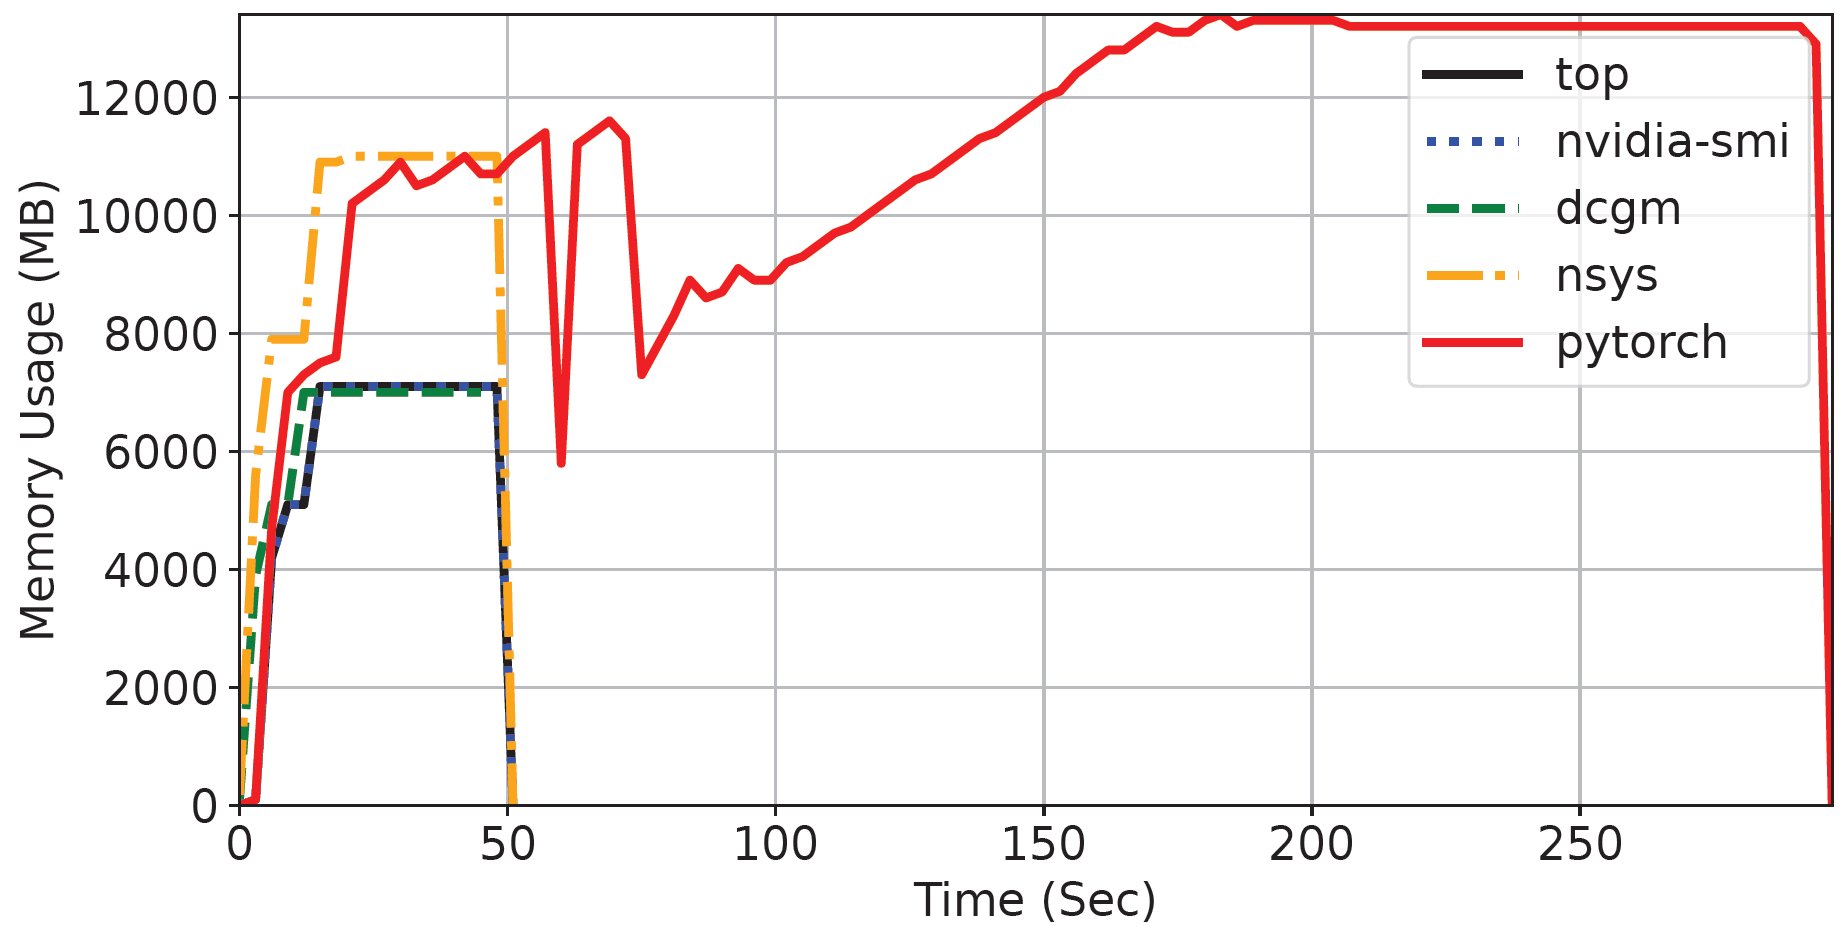 Memory Usage (MB)
12000
10000
8000
6000
4000
2000
0
0 50 100 150 200 250
Time (Sec)
top
nvidia-smi
dcgm
nsys
pytorch